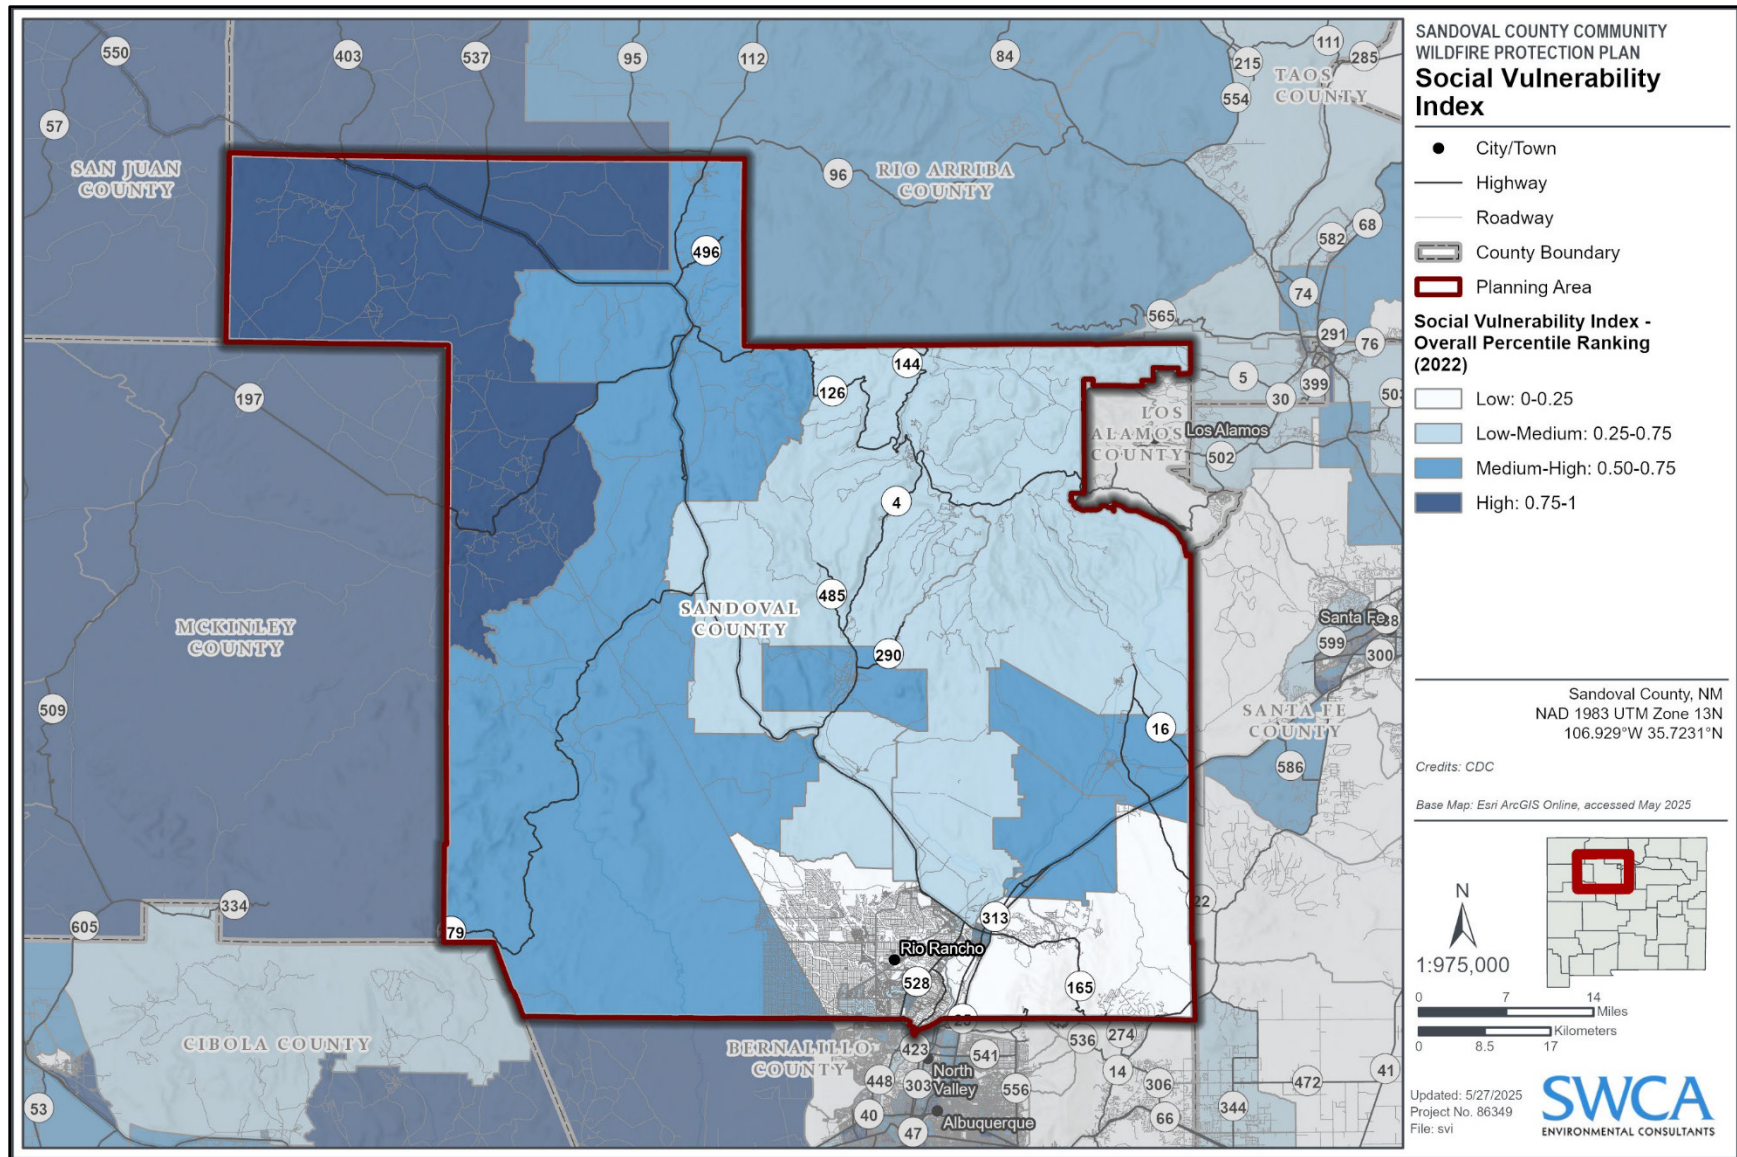 SANDOVAL COUNTY COMMUNITY
WILDFIRE PROTECTION PLAN
Social Vulnerability
Index
City/Town
Highway
Roadway
County Boundary
Planning Area
Social Vulnerability Index -
Overall Percentile Ranking
(2022)
Low: 0-0.25
Low-Medium: 0.25-0.75
Medium-High: 0.50-0.75
High: 0.75-1
Sandoval County, NM
NAD 1983 UTM Zone 13N
106.929°W 35.7231°N
Credits: CDC
Base Map: Esri ArcGIS Online, accessed May 2025
N
1:975,000
0 7 14
Miles
Kilometers
0 8.5 17
Updated: 5/27/2025
Project No. 86349
File: svi
SWCA
ENVIRONMENTAL CONSULTANTS
550
403
537
95
112
84
111
285
215
TAOS
COUNTY
554
57
SAN JUAN
COUNTY
96
RIO ARRIBA
COUNTY
68
582
496
74
565
291
76
144
126
5
399
30
503
197
LOS
ALAMOS
COUNTY
Los Alamos
502
4
485
SANDOVAL
COUNTY
MCKINLEY
COUNTY
290
Santa Fe
599
300
509
16
SANTA FE
COUNTY
586
334
605
79
313
22
Rio Rancho
528
165
25
CIBOLA COUNTY
BERNALILLO
COUNTY
423
North
Valley
541
536
274
448
303
556
14
306
472
41
53
40
47
Albuquerque
66
344